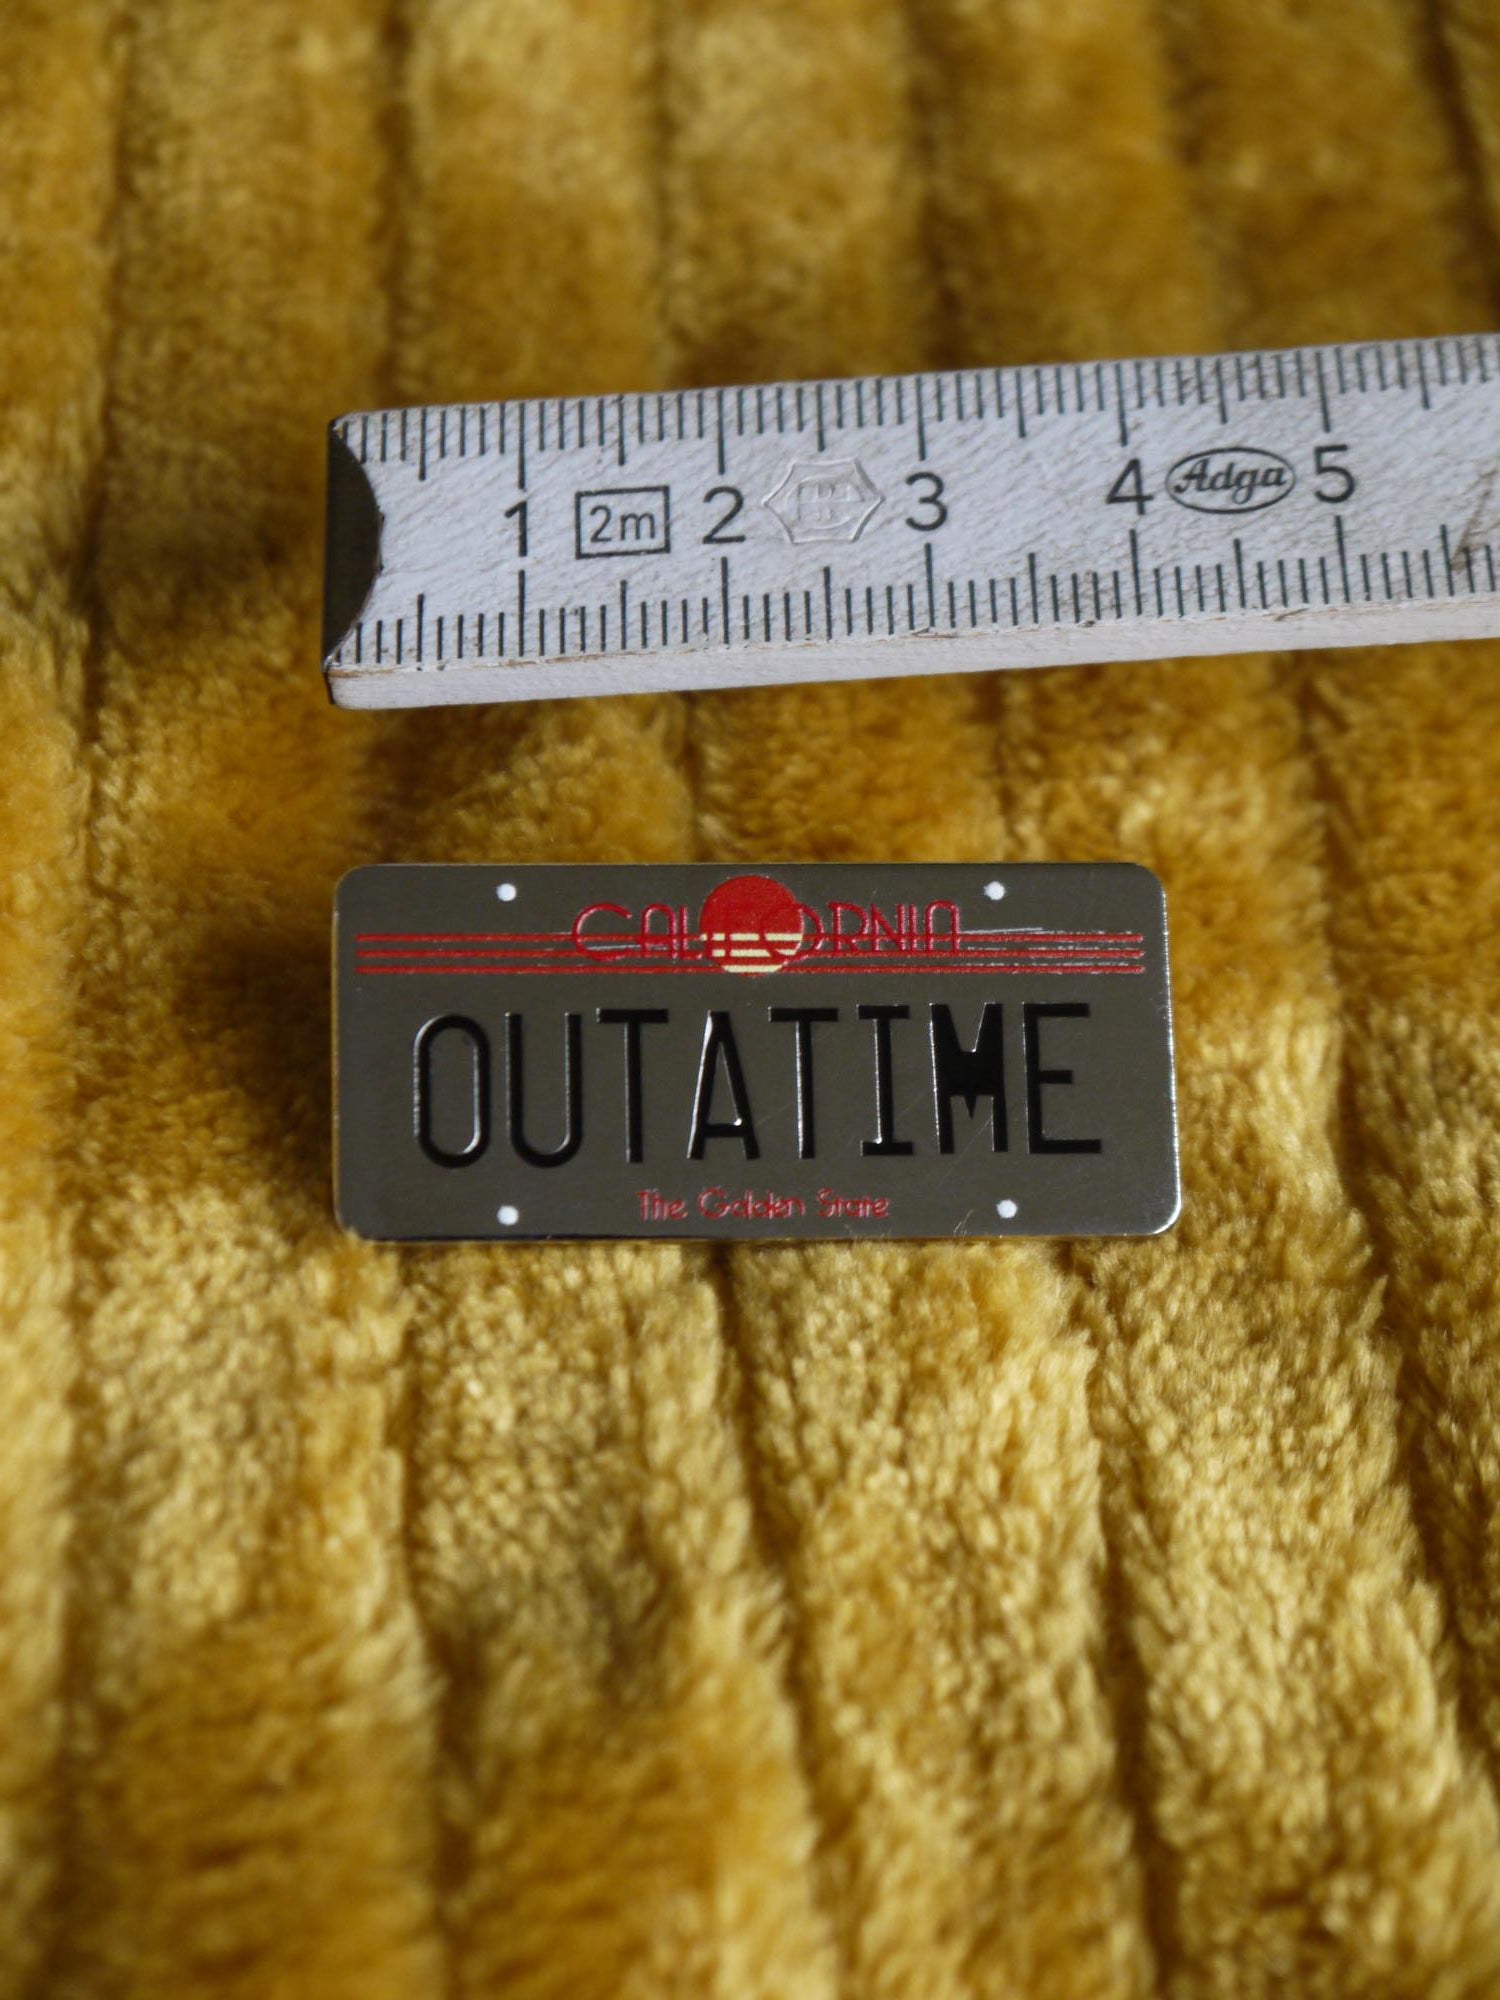 1 2m 2 3 4 Adga 5
CALIFORNIA
OUTATIME
The Golden State